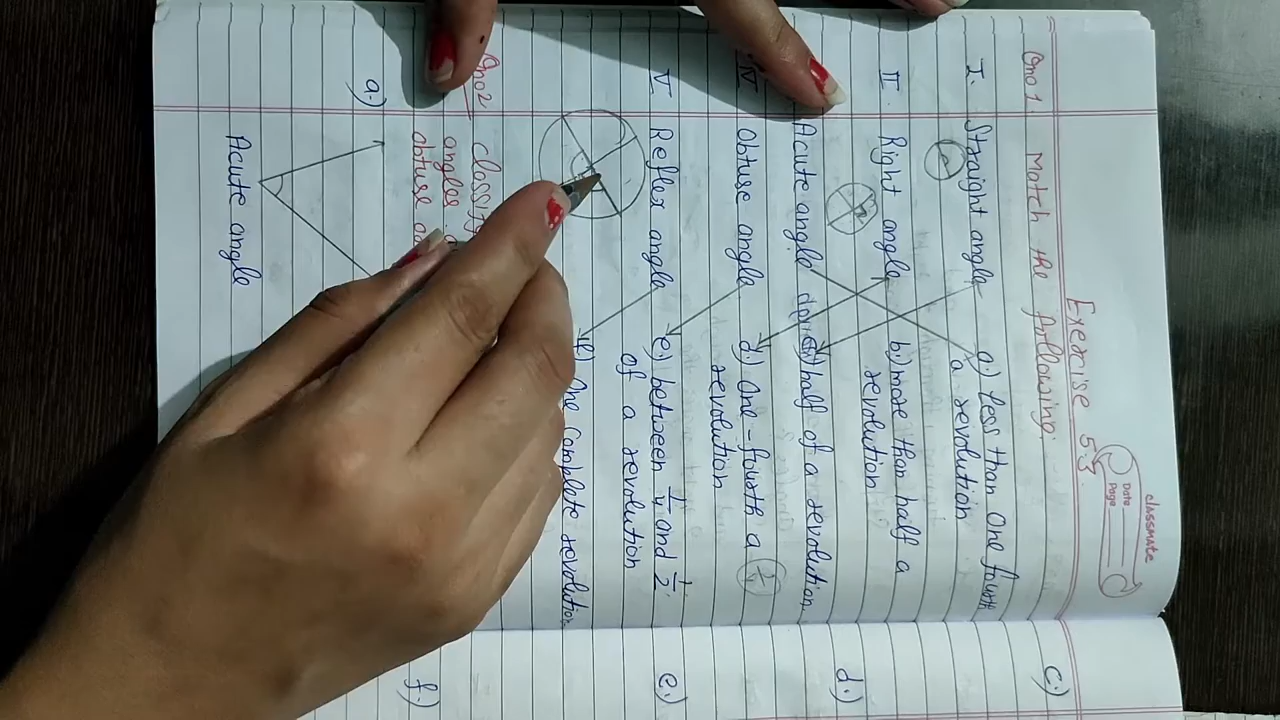 classmate
Date
Page
Exercise 5.3
Qno1 Match the following:
I. Straight angle a.) Less than one fourth
a revolution
II. Right angle b.) more than half a
revolution
Acute angle c.) half of a revolution
IV Obtuse angle d.) One-fourth a 1/4
revolution
V Reflex angle e.) between 1/4 and 1/2
of a revolution
f.) One Complete revolution
Qno2
angles
obtuse
a.)
Acute angle
c.)
d.)
e.)
f.)